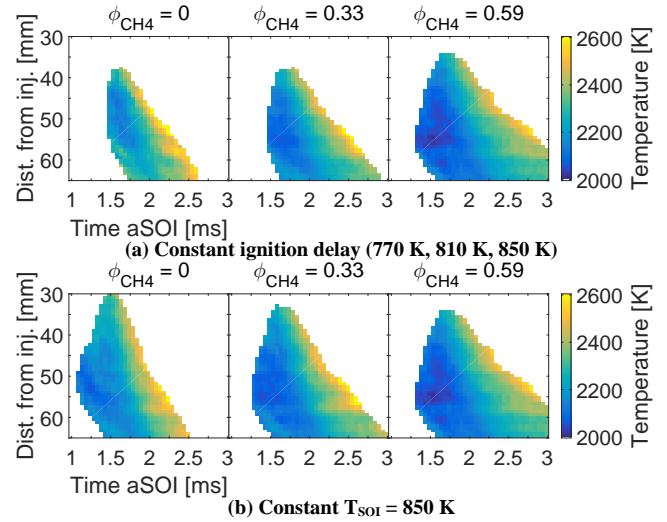 ϕCH4 = 0
ϕCH4 = 0.33
ϕCH4 = 0.59
Dist. from inj. [mm]
30
40
50
60
1 1.5 2 2.5 3
1.5 2 2.5 3
1.5 2 2.5 3
Time aSOI [ms]
2600
2400
2200
2000
Temperature [K]
(a) Constant ignition delay (770 K, 810 K, 850 K)
ϕCH4 = 0
ϕCH4 = 0.33
ϕCH4 = 0.59
Dist. from inj. [mm]
30
40
50
60
1 1.5 2 2.5 3
1.5 2 2.5 3
1.5 2 2.5 3
Time aSOI [ms]
2600
2400
2200
2000
Temperature [K]
(b) Constant TSOI = 850 K